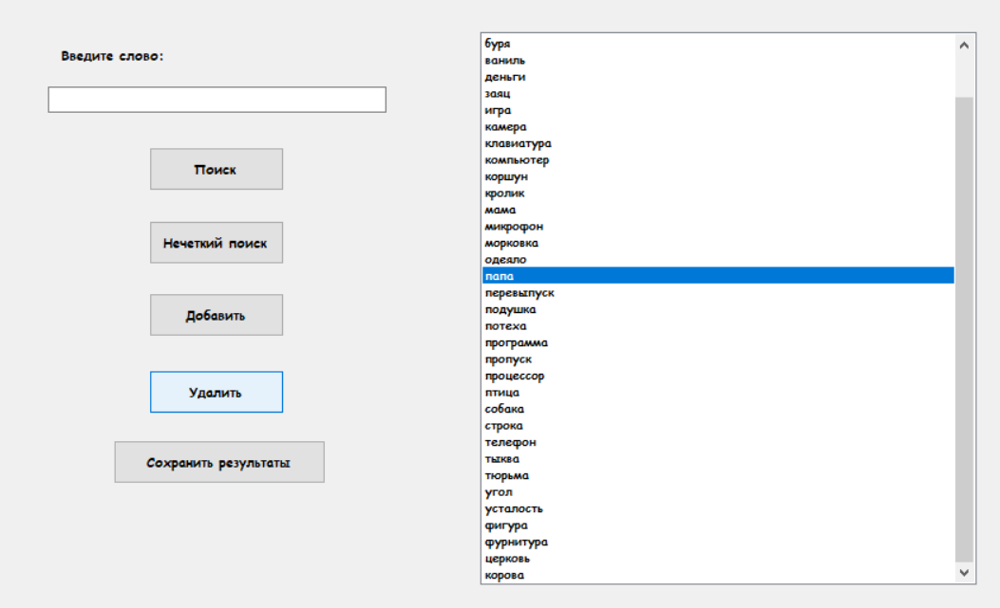 Введите слово:
Поиск
Нечеткий поиск
Добавить
Удалить
Сохранить результаты
буря
ваниль
деньги
заяц
игра
камера
клавиатура
компьютер
коршун
кролик
мама
микрофон
морковка
одеяло
папа
перевыпуск
подушка
потеха
программа
пропуск
процессор
птица
собака
строка
телефон
тыква
тюрьма
угол
усталость
фигура
фурнитура
церковь
корова